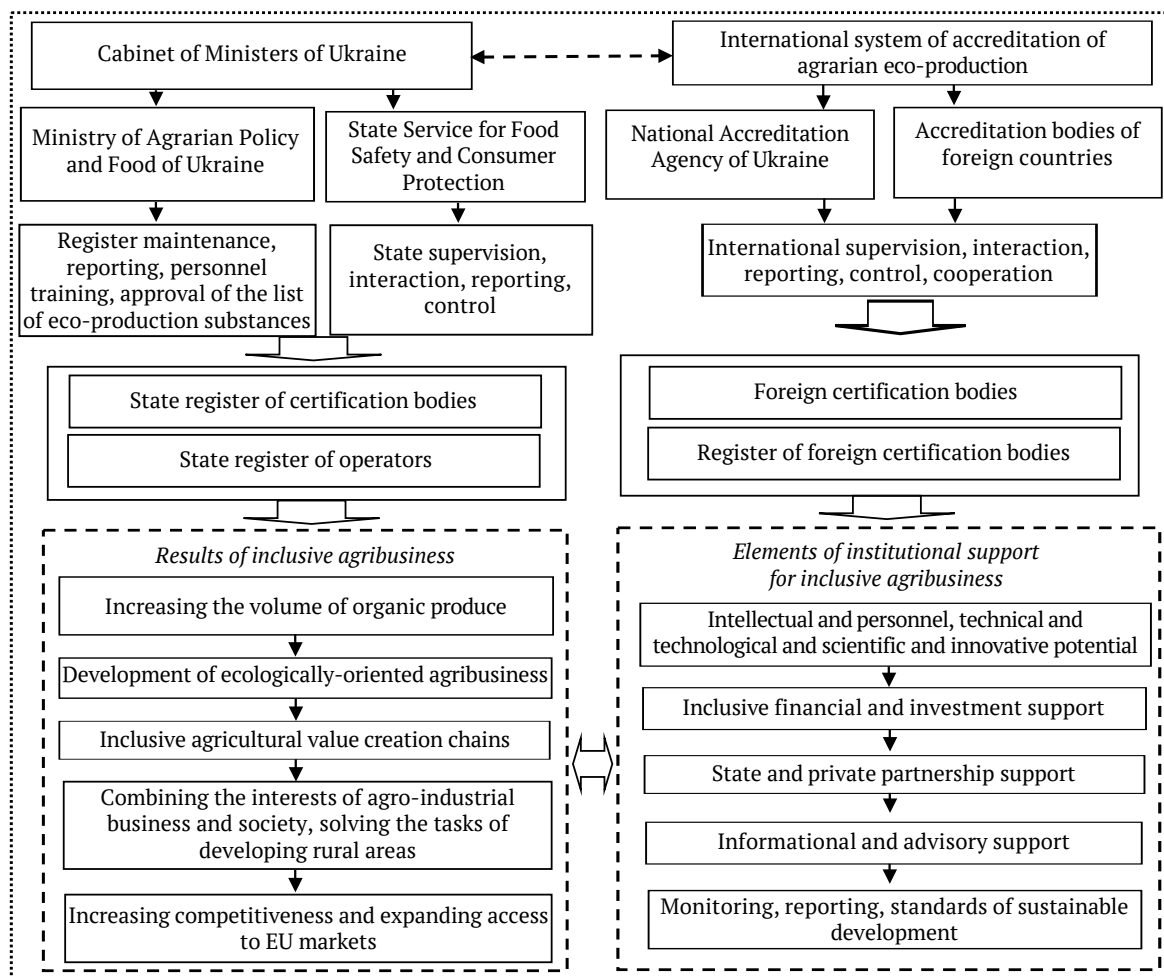 Cabinet of Ministers of Ukraine
International system of accreditation of
agrarian eco-production
Ministry of Agrarian Policy
and Food of Ukraine
State Service for Food
Safety and Consumer
Protection
National Accreditation
Agency of Ukraine
Accreditation bodies of
foreign countries
Register maintenance,
reporting, personnel
training, approval of the list
of eco-production substances
State supervision,
interaction, reporting,
control
International supervision, interaction,
reporting, control, cooperation
State register of certification bodies
State register of operators
Foreign certification bodies
Register of foreign certification bodies
Results of inclusive agribusiness
Increasing the volume of organic produce
Development of ecologically-oriented agribusiness
Inclusive agricultural value creation chains
Combining the interests of agro-industrial
business and society, solving the tasks of
developing rural areas
Increasing competitiveness and expanding access
to EU markets
Elements of institutional support
for inclusive agribusiness
Intellectual and personnel, technical and
technological and scientific and innovative potential
Inclusive financial and investment support
State and private partnership support
Informational and advisory support
Monitoring, reporting, standards of sustainable
development